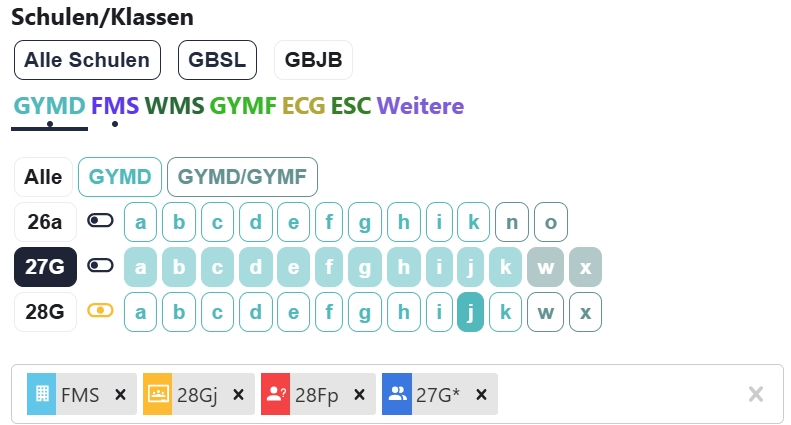 Schulen/Klassen
Alle Schulen GBSL GBJB
GYMD FMS WMS GYMF ECG ESC Weitere
Alle GYMD GYMD/GYMF
26a a b c d e f g h i k n o
27G a b c d e f g h i j k w x
28G a b c d e f g h i j k w x
FMS × 28Gj × 28Fp × 27G* × ×